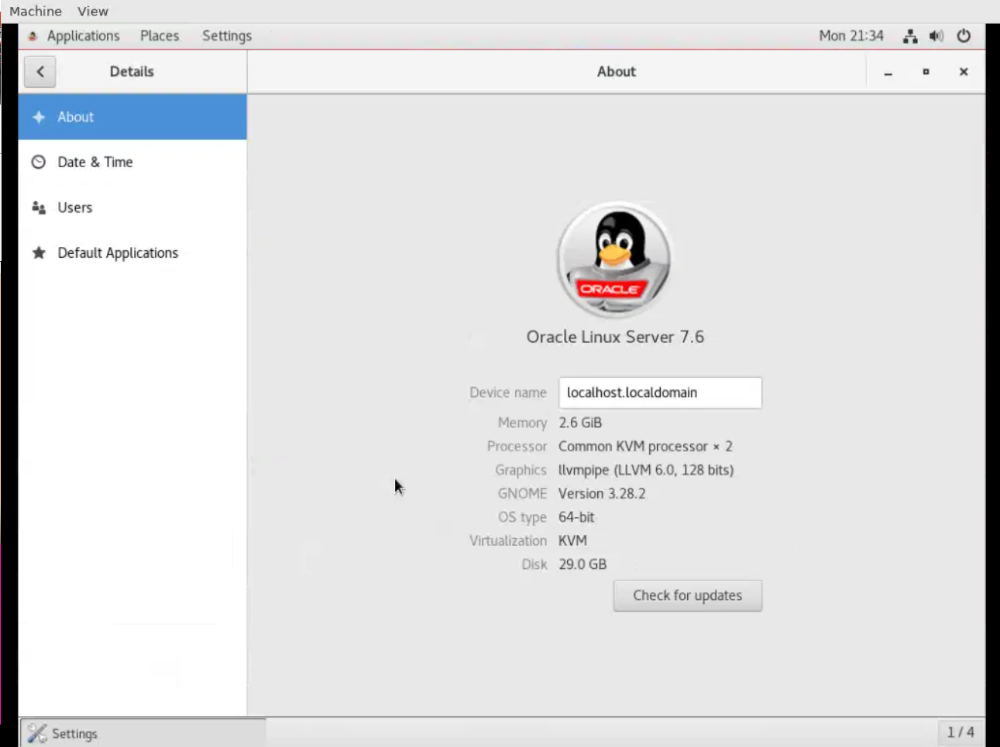 Machine View
Applications Places Settings Mon 21:34
Details About
About
Date & Time
Users
Default Applications
ORACLE
Oracle Linux Server 7.6
Device name localhost.localdomain
Memory 2.6 GiB
Processor Common KVM processor × 2
Graphics llvmpipe (LLVM 6.0, 128 bits)
GNOME Version 3.28.2
OS type 64-bit
Virtualization KVM
Disk 29.0 GB
Check for updates
Settings 1 / 4